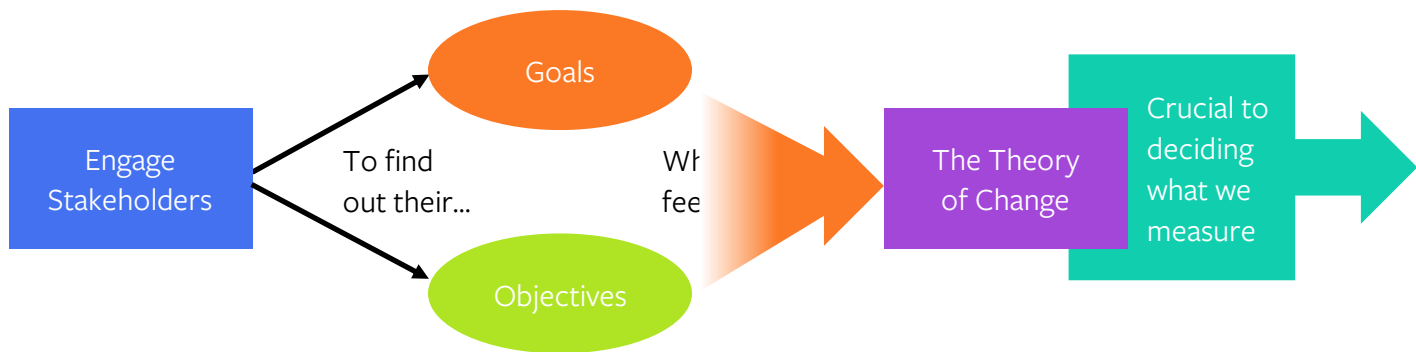 Engage
Stakeholders
Goals
To find
out their...
Objectives
The Theory
of Change
Crucial to
deciding
what we
measure